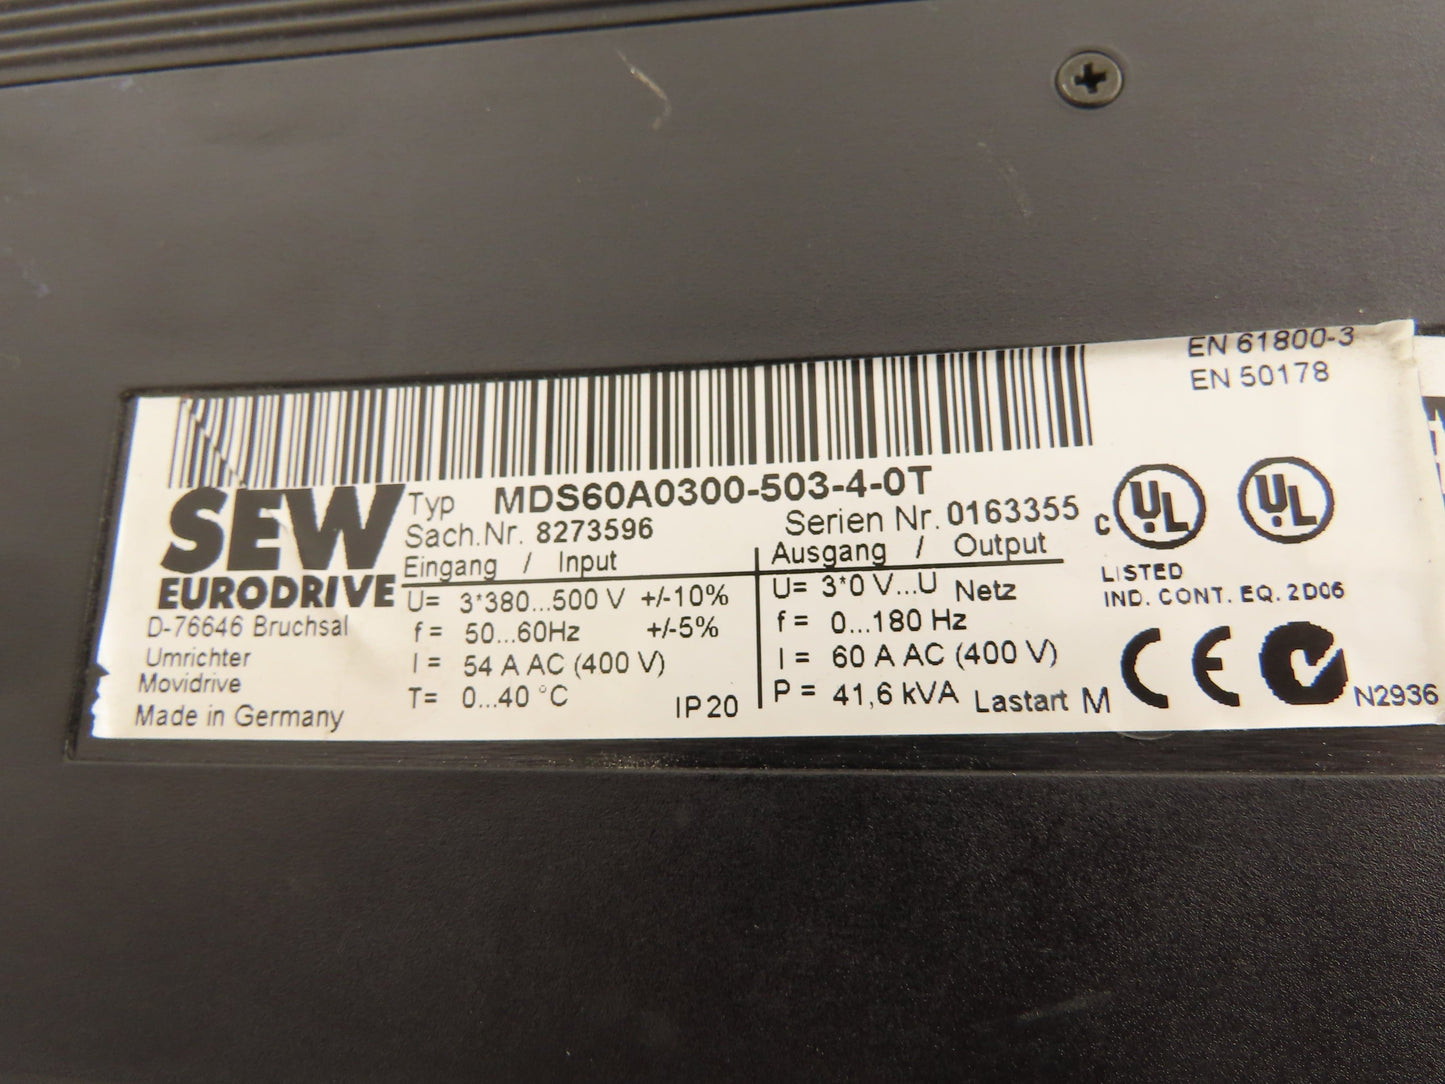 EN 61800-3
EN 50178
SEW
EURODRIVE
D-76646 Bruchsal
Umrichter
Movidrive
Made in Germany
Typ MDS60A0300-503-4-0T
Sach.Nr. 8273596 Serien Nr. 0163355
Eingang / Input
U= 3*380...500 V +/-10%
f = 50...60Hz +/-5%
I = 54 A AC (400 V)
T= 0...40 °C IP20
Ausgang / Output
U= 3*0 V...U Netz
f = 0...180 Hz
I = 60 A AC (400 V)
P = 41,6 kVA Lastart M
c UL UL
LISTED
IND. CONT. EQ. 2D06
CE N2936